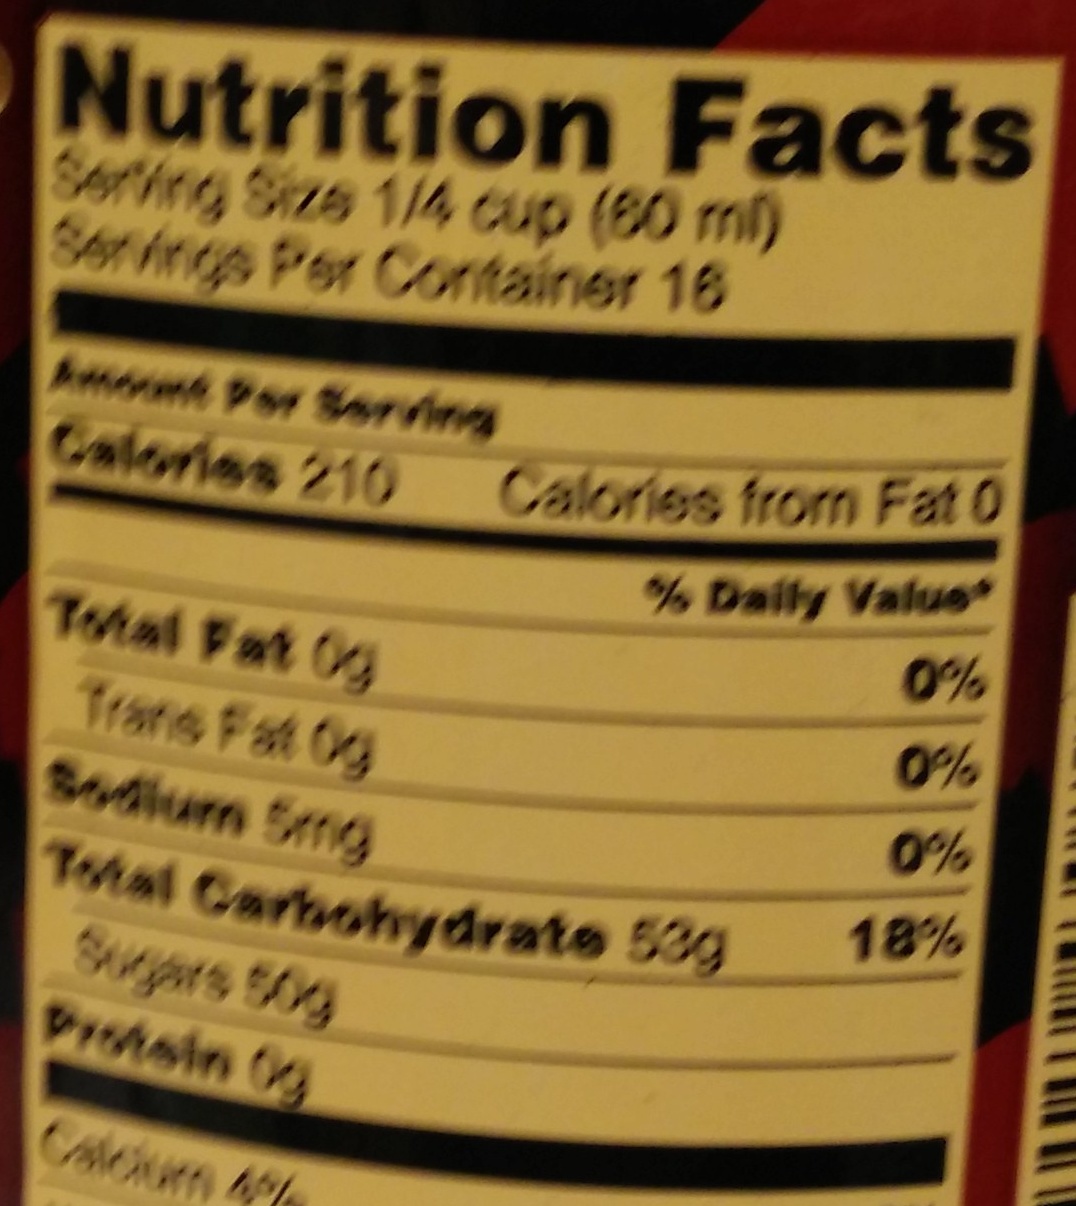 Nutrition Facts
Serving Size 1/4 cup (60 ml)
Servings Per Container 16
Amount Per Serving
Calories 210 Calories from Fat 0
% Daily Value*
Total Fat 0g 0%
Trans Fat 0g 0%
Sodium 5mg 0%
Total Carbohydrate 53g 18%
Sugars 50g
Protein 0g
Calcium 4%